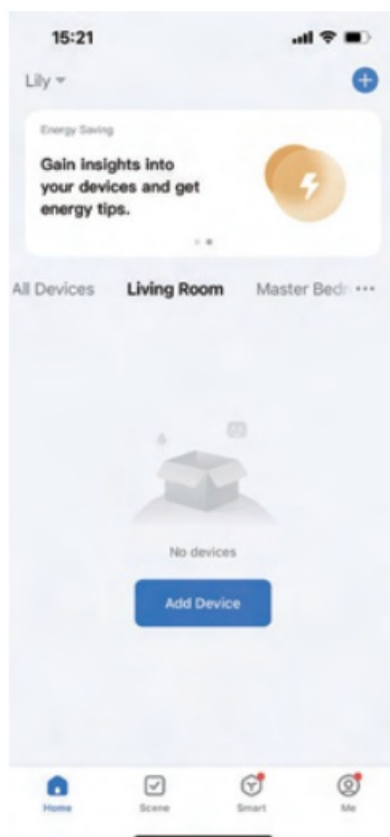 15:21
Lily
Energy Saving
Gain insights into
your devices and get
energy tips.
All Devices Living Room Master Bedr
No devices
Add Device
Home Scene Smart Me